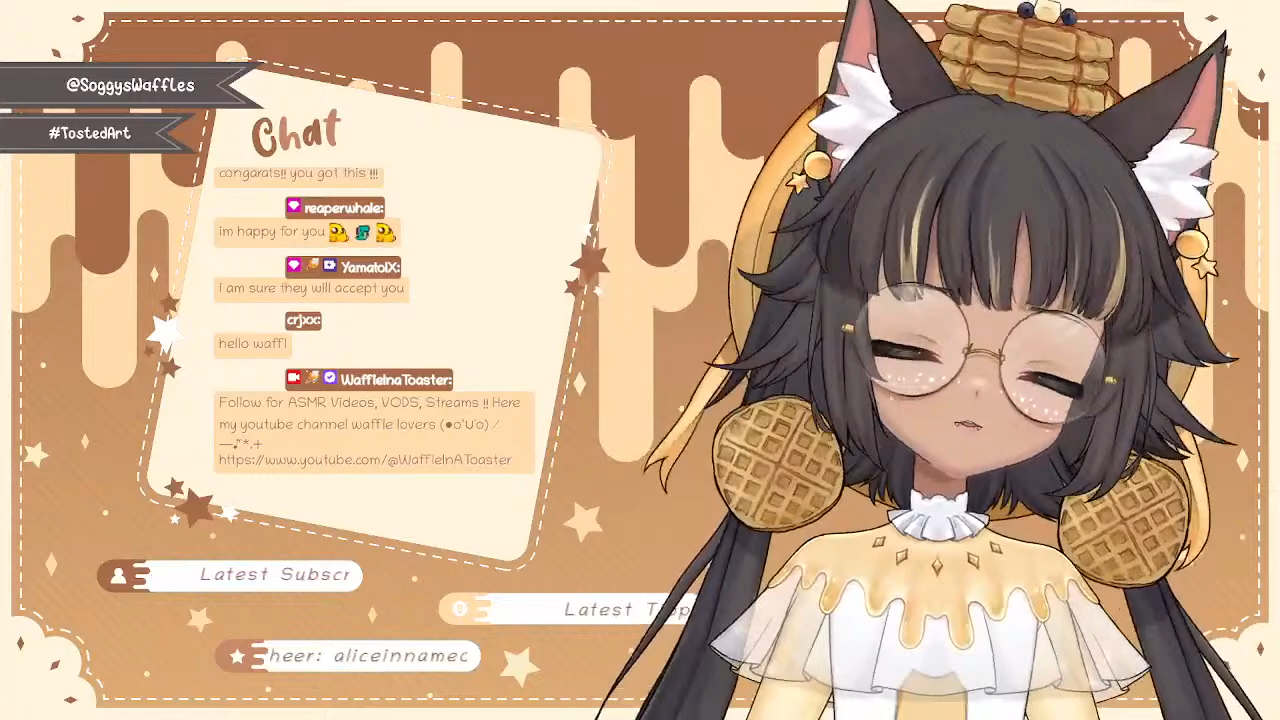 @SoggysWaffles
#TostedArt
Chat
congarats!! you got this !!!
reaperwhale:
im happy for you
YamatoIX:
i am sure they will accept you
crjxx:
hello waffl
WaffleInaToaster:
Follow for ASMR Videos, VODS, Streams !! Here
my youtube channel waffle lovers (●o'U'o)ノ
—♪*.+
https://www.youtube.com/@WaffleInAToaster
Latest Subscr
Latest T
heer: aliceinnamec